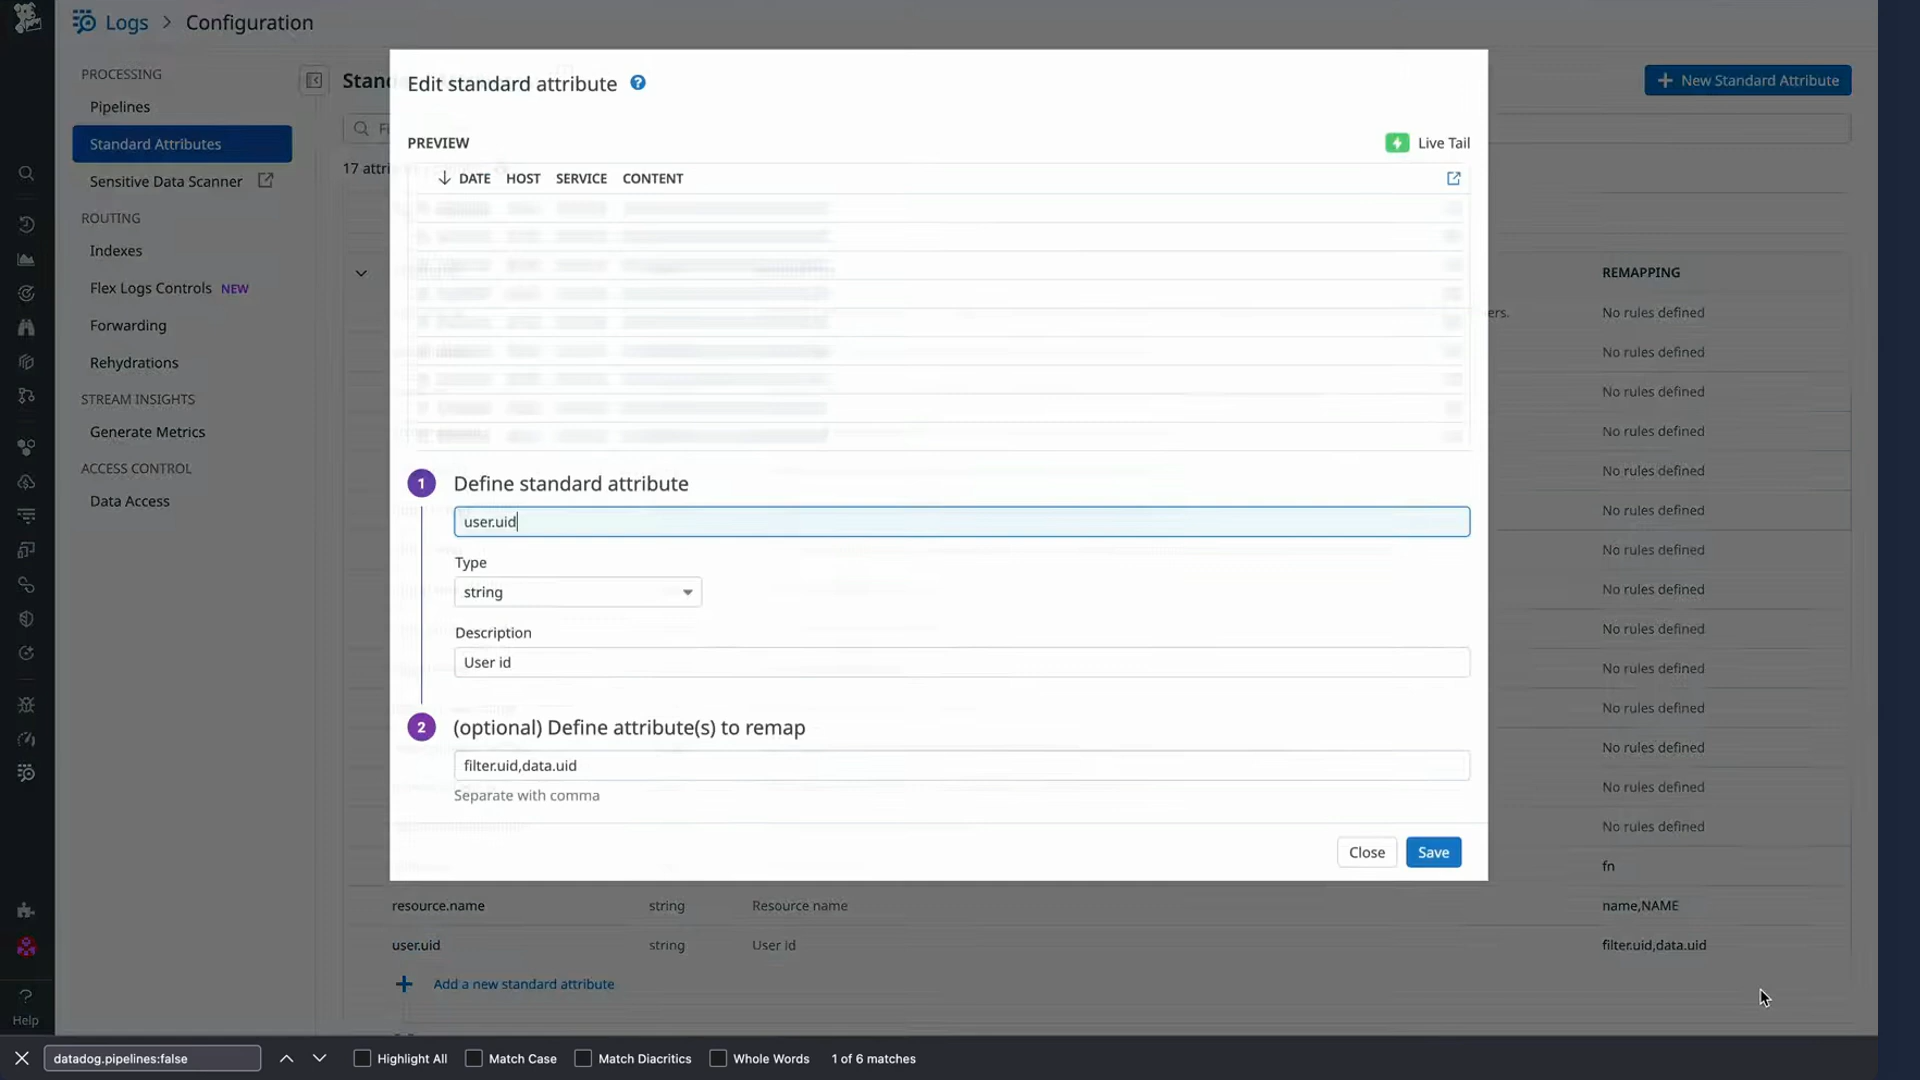 Logs > Configuration
PROCESSING
Pipelines
Standard Attributes
Sensitive Data Scanner
ROUTING
Indexes
Flex Logs Controls NEW
Forwarding
Rehydrations
STREAM INSIGHTS
Generate Metrics
ACCESS CONTROL
Data Access
Help
Stan
New Standard Attribute
17 attri
Edit standard attribute ?
PREVIEW
Live Tail
DATE HOST SERVICE CONTENT
1 Define standard attribute
user.uid
Type
string
Description
User id
2 (optional) Define attribute(s) to remap
filter.uid,data.uid
Separate with comma
Close
Save
REMAPPING
ers. No rules defined
No rules defined
No rules defined
No rules defined
No rules defined
No rules defined
No rules defined
No rules defined
No rules defined
No rules defined
No rules defined
No rules defined
No rules defined
No rules defined
fn
resource.name string Resource name name,NAME
user.uid string User id filter.uid,data.uid
Add a new standard attribute
datadog.pipelines:false
Highlight All
Match Case
Match Diacritics
Whole Words
1 of 6 matches